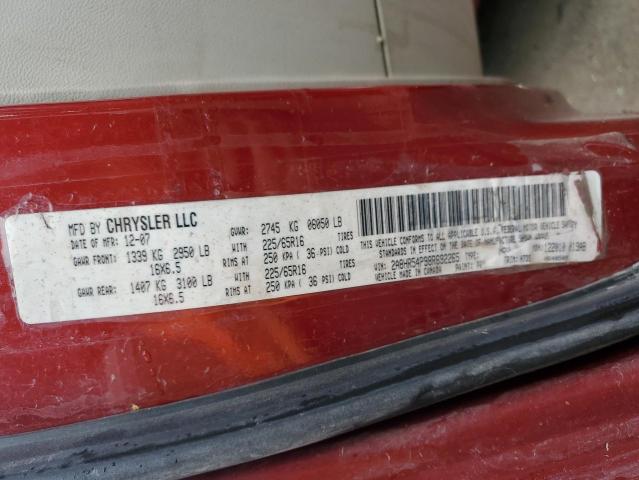 MFD BY CHRYSLER LLC GVWR: 2745 KG 06050 LB
DATE OF MFR: 12-07
GAWR FRONT: 1339 KG 2950 LB WITH 225/65R16 TIRES
16X6.5 RIMS AT 250 KPA ( 36 PSI)
GAWR REAR: 1407 KG 3100 LB WITH 225/65R16 TIRES
16X6.5 RIMS AT 250 KPA ( 36 PSI)
THIS VEHICLE CONFORMS TO ALL APPLICABLE U.S.A. FEDERAL MOTOR VEHICLE SAFETY
STANDARDS IN EFFECT ON THE DATE OF MANUFACTURE SHOWN ABOVE
VIN: TYPE:
VEHICLE MADE IN CANADA PAINT: